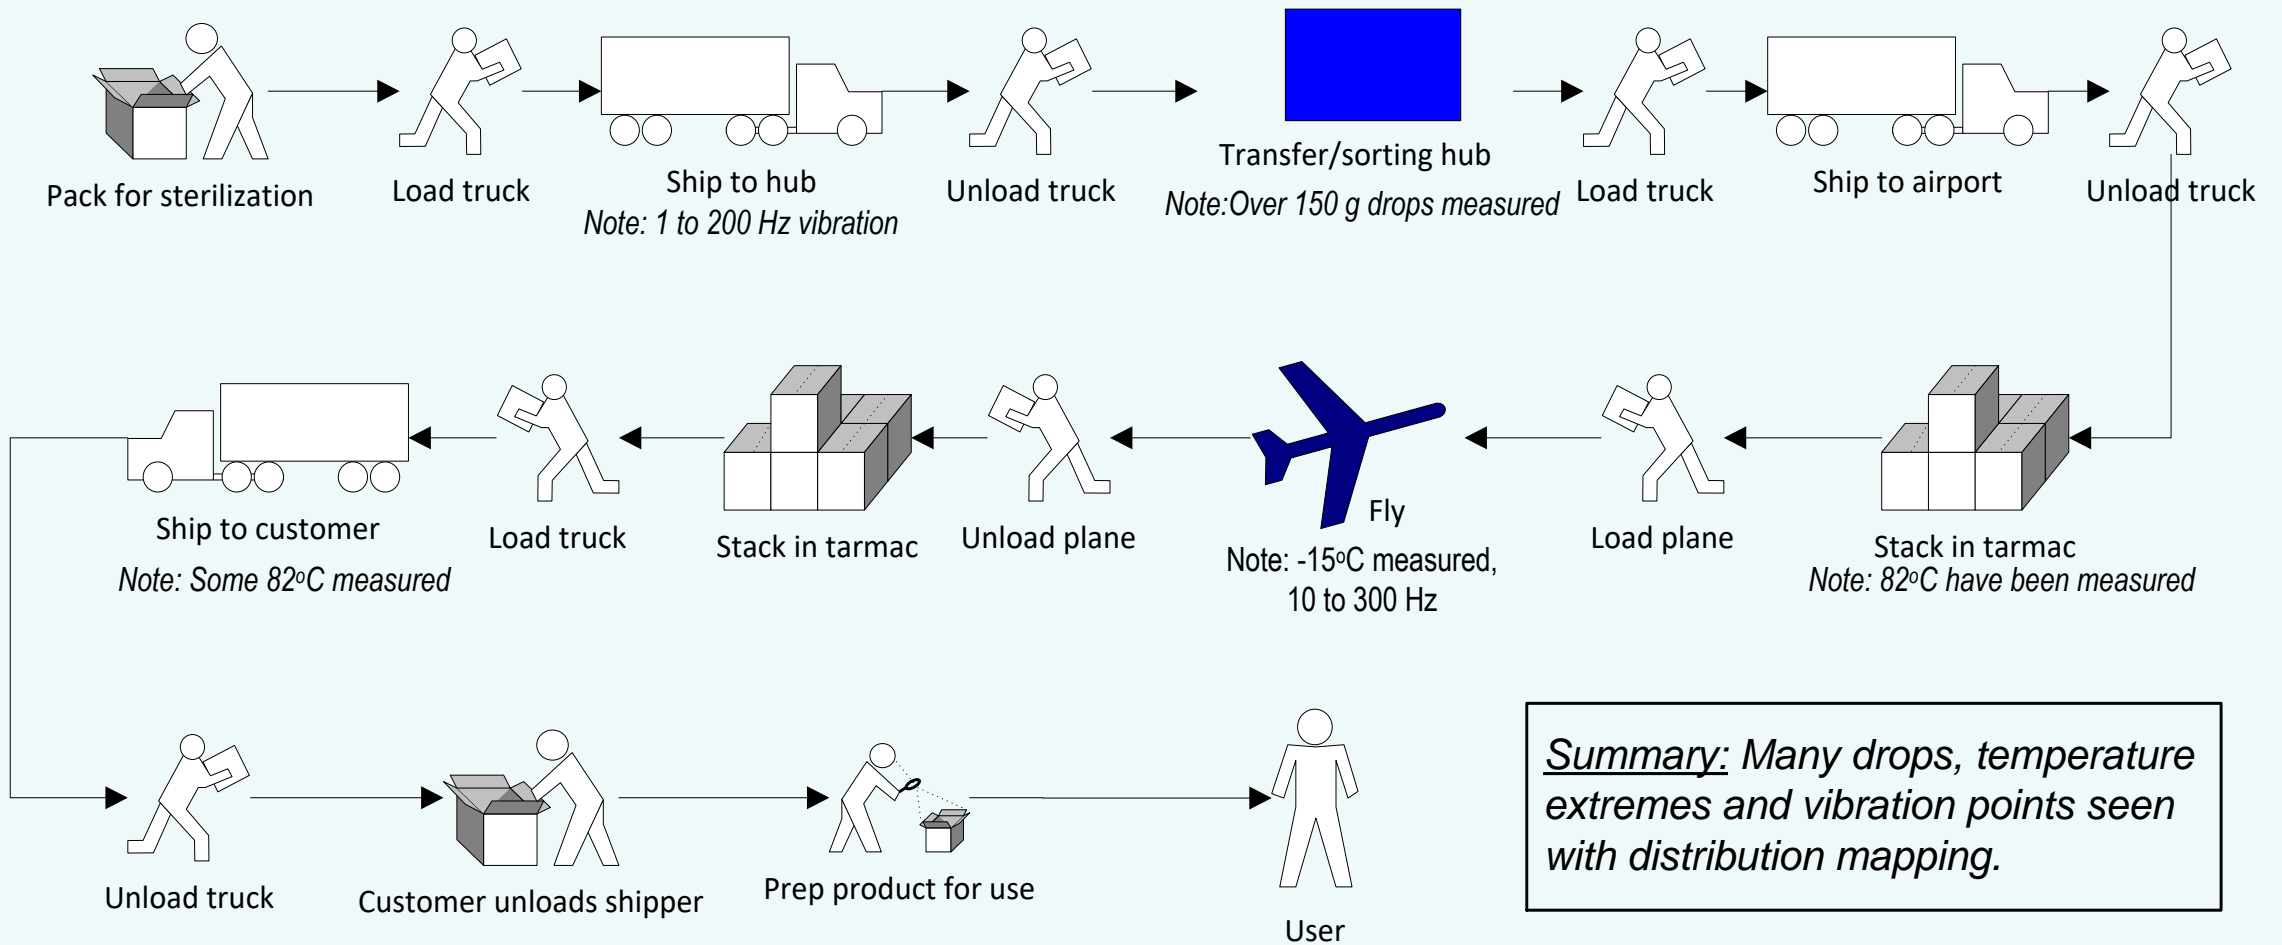 Pack for sterilization
Load truck
Ship to hub
Note: 1 to 200 Hz vibration
Unload truck
Transfer/sorting hub
Note:Over 150 g drops measured
Load truck
Ship to airport
Unload truck
Stack in tarmac
Note: 82ºC have been measured
Load plane
Fly
Note: -15ºC measured,
10 to 300 Hz
Unload plane
Stack in tarmac
Load truck
Ship to customer
Note: Some 82ºC measured
Unload truck
Customer unloads shipper
Prep product for use
User
Summary: Many drops, temperature
extremes and vibration points seen
with distribution mapping.